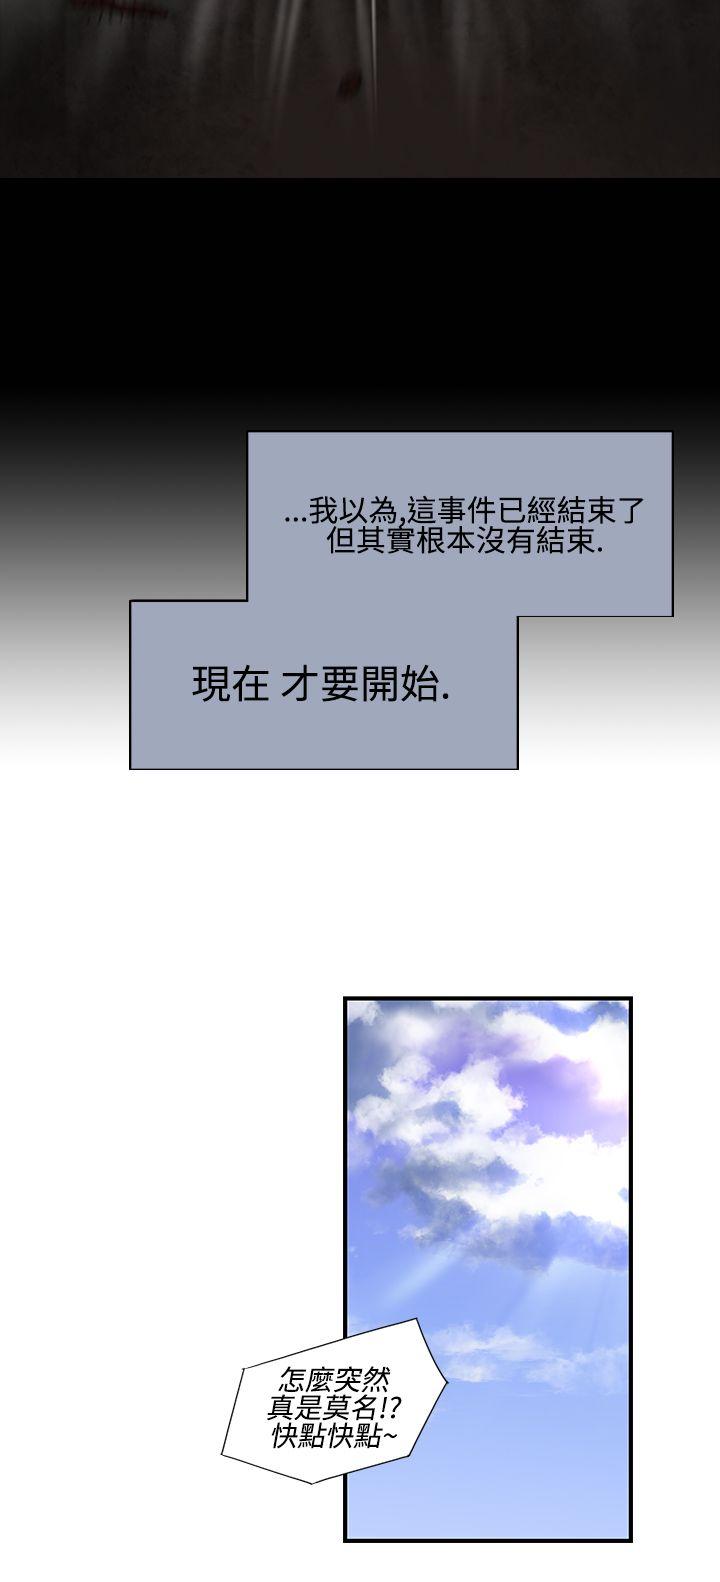 ...我以為,這事件已經結束了
但其實根本沒有結束.
現在 才要開始.
怎麼突然
真是莫名!?
快點快點~